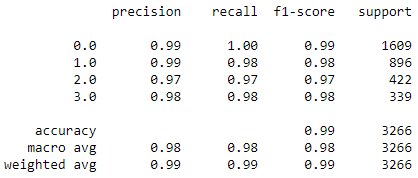 precision recall f1-score support
0.0 0.99 1.00 0.99 1609
1.0 0.99 0.98 0.98 896
2.0 0.97 0.97 0.97 422
3.0 0.98 0.98 0.98 339
accuracy 0.99 3266
macro avg 0.98 0.98 0.98 3266
weighted avg 0.99 0.99 0.99 3266